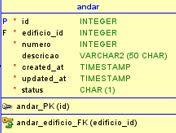 andar
P * id INTEGER
F * edificio_id INTEGER
* numero INTEGER
descricao VARCHAR2 (50 CHAR)
* created_at TIMESTAMP
* updated_at TIMESTAMP
* status CHAR (1)
andar_PK (id)
andar_edificio_FK (edificio_id)